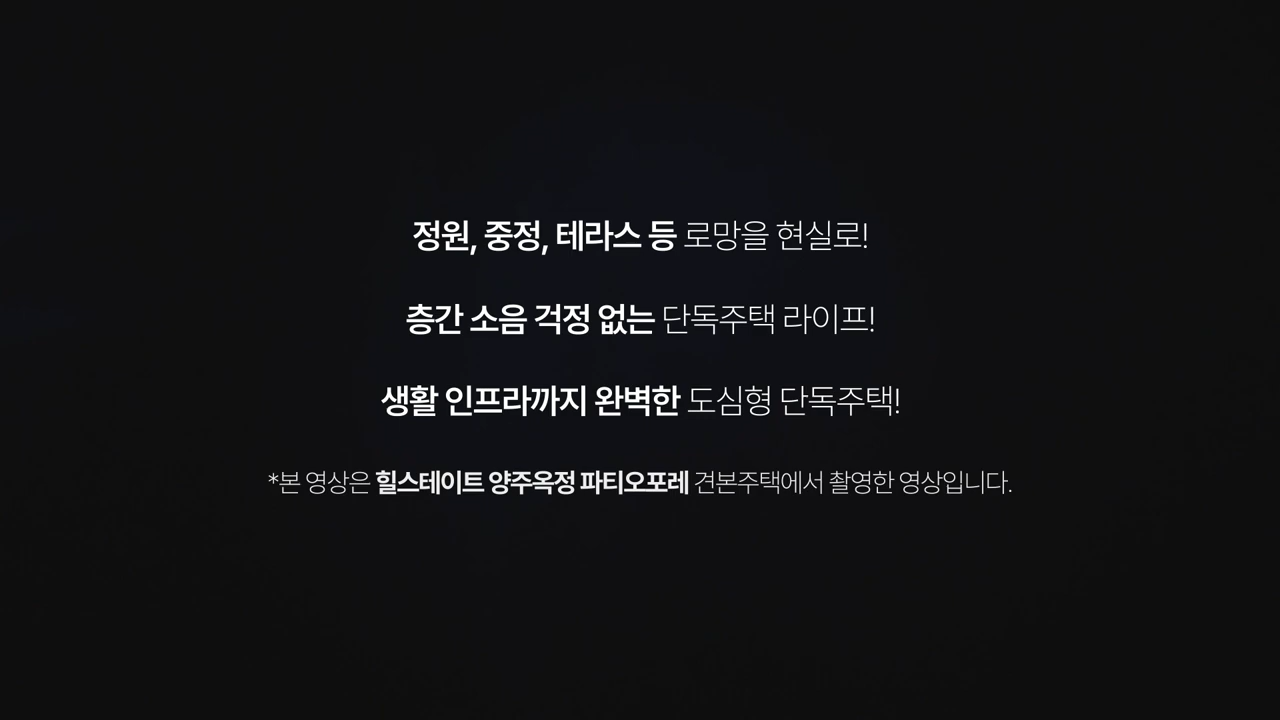 정원, 중정, 테라스 등 로망을 현실로!
층간 소음 걱정 없는 단독주택 라이프!
생활 인프라까지 완벽한 도심형 단독주택!
*본 영상은 힐스테이트 양주옥정 파티오포레 견본주택에서 촬영한 영상입니다.